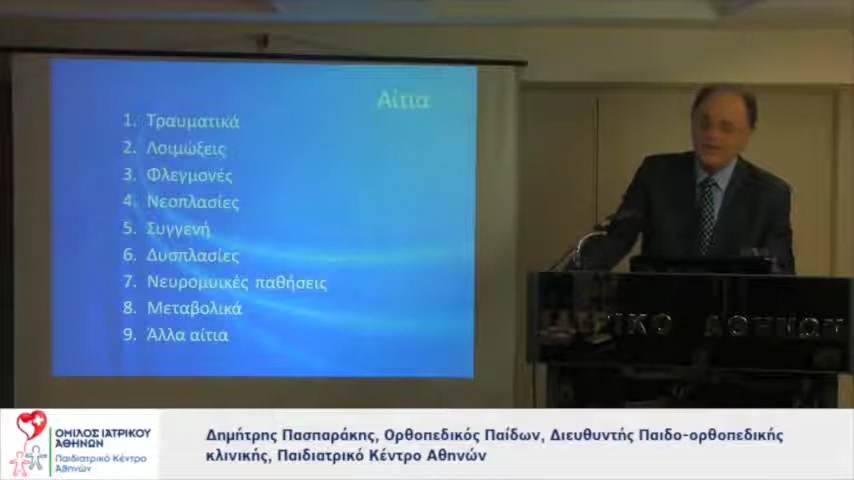 Αίτια
1. Τραυματικά
2. Λοιμώξεις
3. Φλεγμονές
4. Νεοπλασίες
5. Συγγενή
6. Δυσπλασίες
7. Νευρομυικές παθήσεις
8. Μεταβολικά
9. Άλλα αίτια
ΙΚΟ ΑΘΗΝΩΝ
ΟΜΙΛΟΣ ΙΑΤΡΙΚΟΥ
ΑΘΗΝΩΝ
Παιδιατρικό Κέντρο
Αθηνών
Δημήτρης Πασπαράκης, Ορθοπεδικός Παίδων, Διευθυντής Παιδο-ορθοπεδικής
κλινικής, Παιδιατρικό Κέντρο Αθηνών